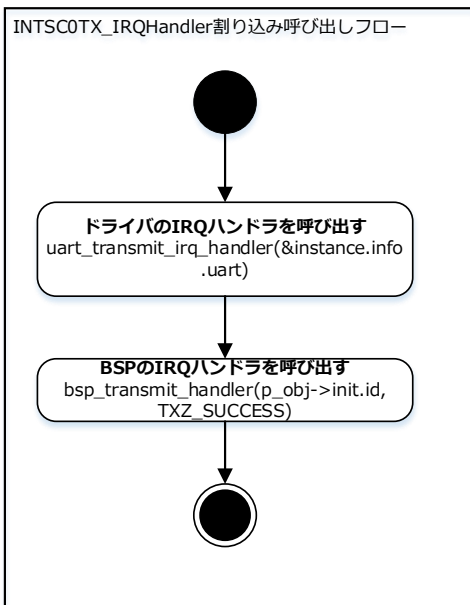 INTSC0TX_IRQHandler割り込み呼び出しフロー
ドライバのIRQハンドラを呼び出す
uart_transmit_irq_handler(&instance.info
.uart)
BSPのIRQハンドラを呼び出す
bsp_transmit_handler(p_obj->init.id,
TXZ_SUCCESS)